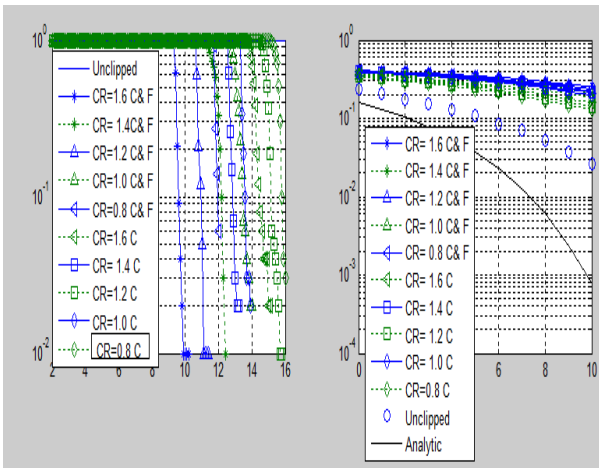 10^0
10^-1
10^-2
2 4 6 8 10 12 14 16
Unclipped
CR=1.6 C& F
CR= 1.4C& F
CR=1.2 C& F
CR=1.0 C& F
CR=0.8 C& F
CR=1.6 C
CR= 1.4 C
CR=1.2 C
CR=1.0 C
CR=0.8 C
10^0
10^-1
10^-2
10^-3
10^-4
0 2 4 6 8 10
CR= 1.6 C& F
CR= 1.4 C& F
CR= 1.2 C& F
CR= 1.0 C& F
CR= 0.8 C& F
CR= 1.6 C
CR= 1.4 C
CR= 1.2 C
CR= 1.0 C
CR=0.8 C
Unclipped
Analytic